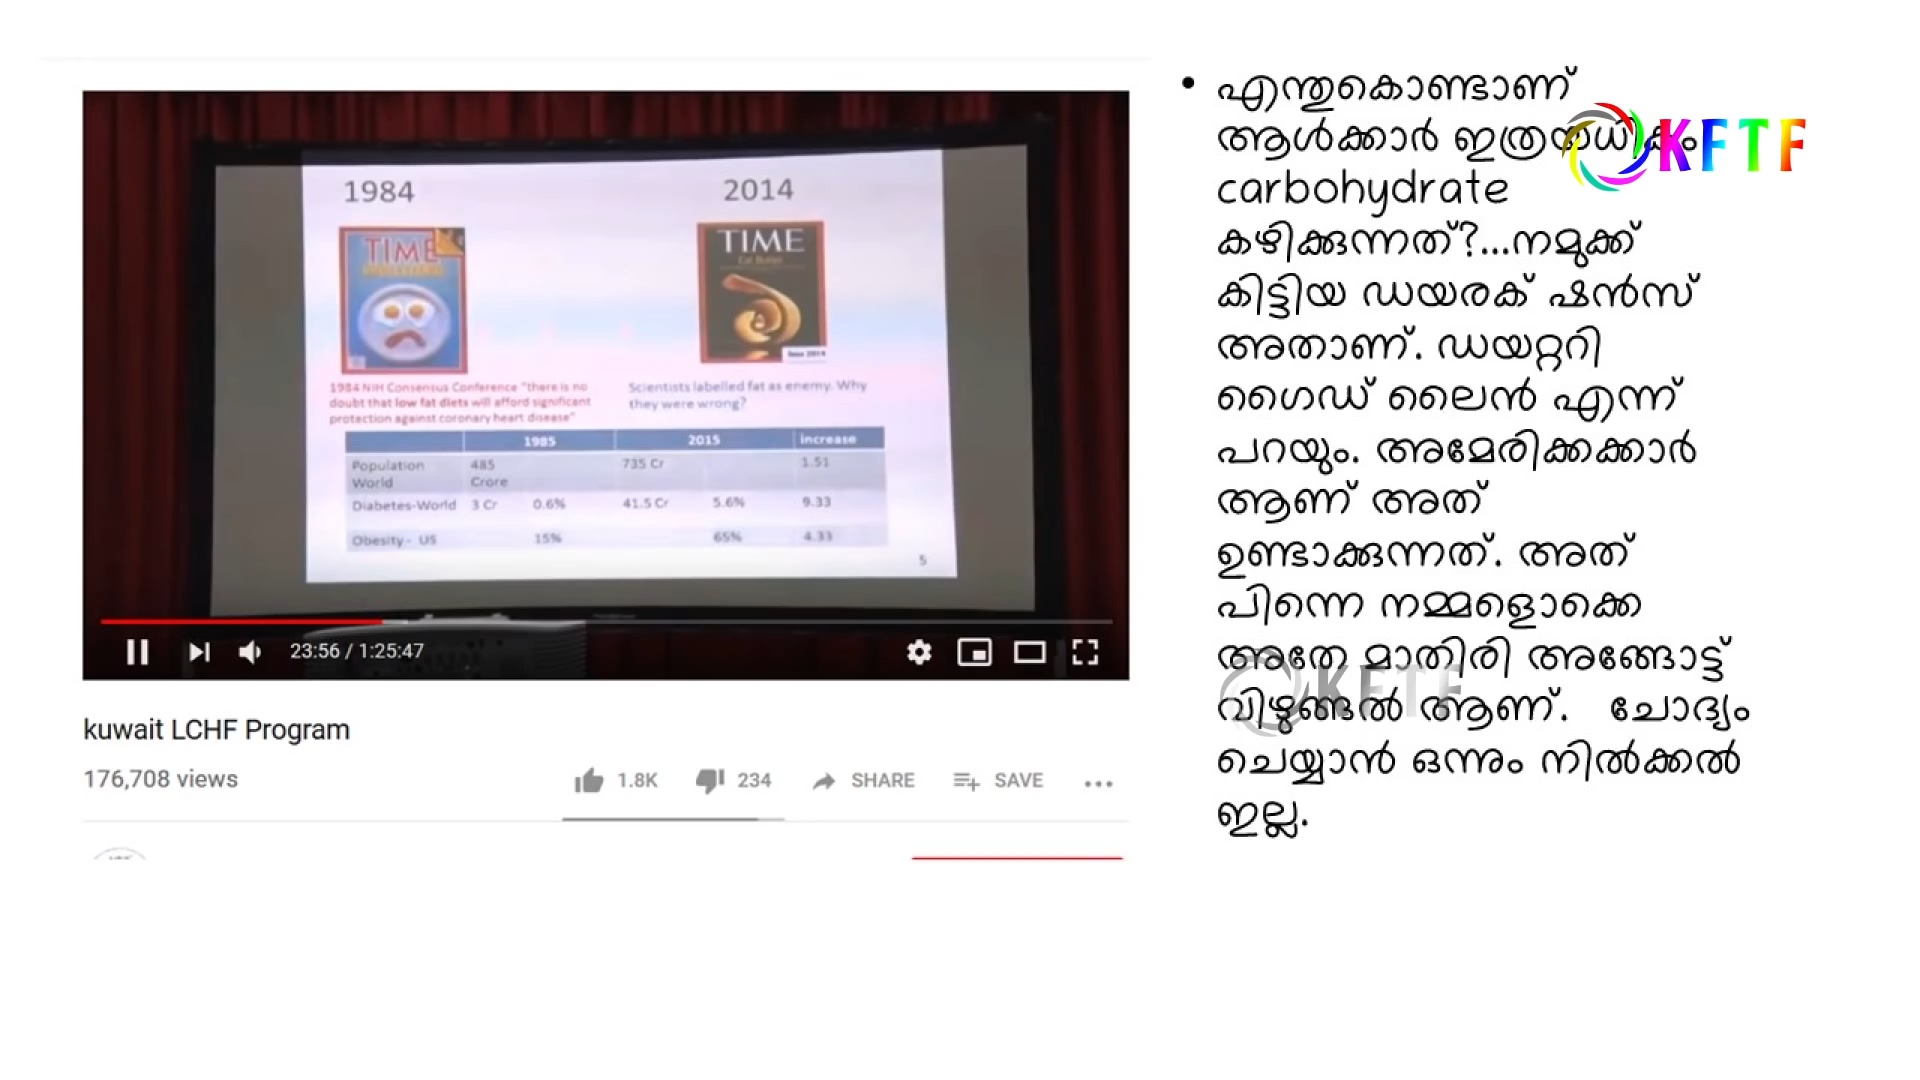 1984
2014
TIME
TIME
Eat Butter.
Issue 2014
1984 NIH Consensus Conference "there is no
doubt that low fat diets will afford significant
protection against coronary heart disease"
Scientists labelled fat as enemy. Why
they were wrong?
1985 2015 increase
Population World 485 Crore 735 Cr 1.51
Diabetes-World 3 Cr 0.6% 41.5 Cr 5.6% 9.33
Obesity - US 15% 65% 4.33
5
23:56 / 1:25:47
kuwait LCHF Program
176,708 views
1.8K 234 SHARE SAVE
• എന്തുകൊണ്ടാണ്
ആൾക്കാർ ഇത്രയധികം
carbohydrate
കഴിക്കുന്നത്?...നമുക്ക്
കിട്ടിയ ഡയരക് ഷൻസ്
അതാണ്. ഡയറ്ററി
ഗൈഡ് ലൈൻ എന്ന്
പറയും. അമേരിക്കക്കാർ
ആണ് അത്
ഉണ്ടാക്കുന്നത്. അത്
പിന്നെ നമ്മളൊക്കെ
അതേ മാതിരി അങ്ങോട്ട്
വിഴുങ്ങൽ ആണ്. ചോദ്യം
ചെയ്യാൻ ഒന്നും നിൽക്കൽ
ഇല്ല.
KFTF
KFTF